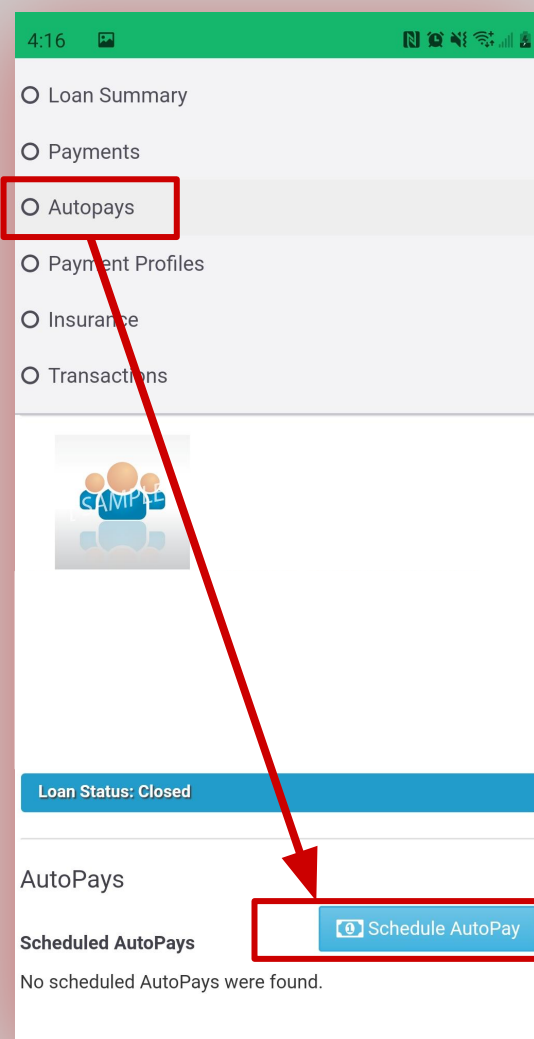 4:16
Loan Summary
Payments
Autopays
Payment Profiles
Insurance
Transactions
SAMPLE
Loan Status: Closed
AutoPays
Schedule AutoPay
Scheduled AutoPays
No scheduled AutoPays were found.